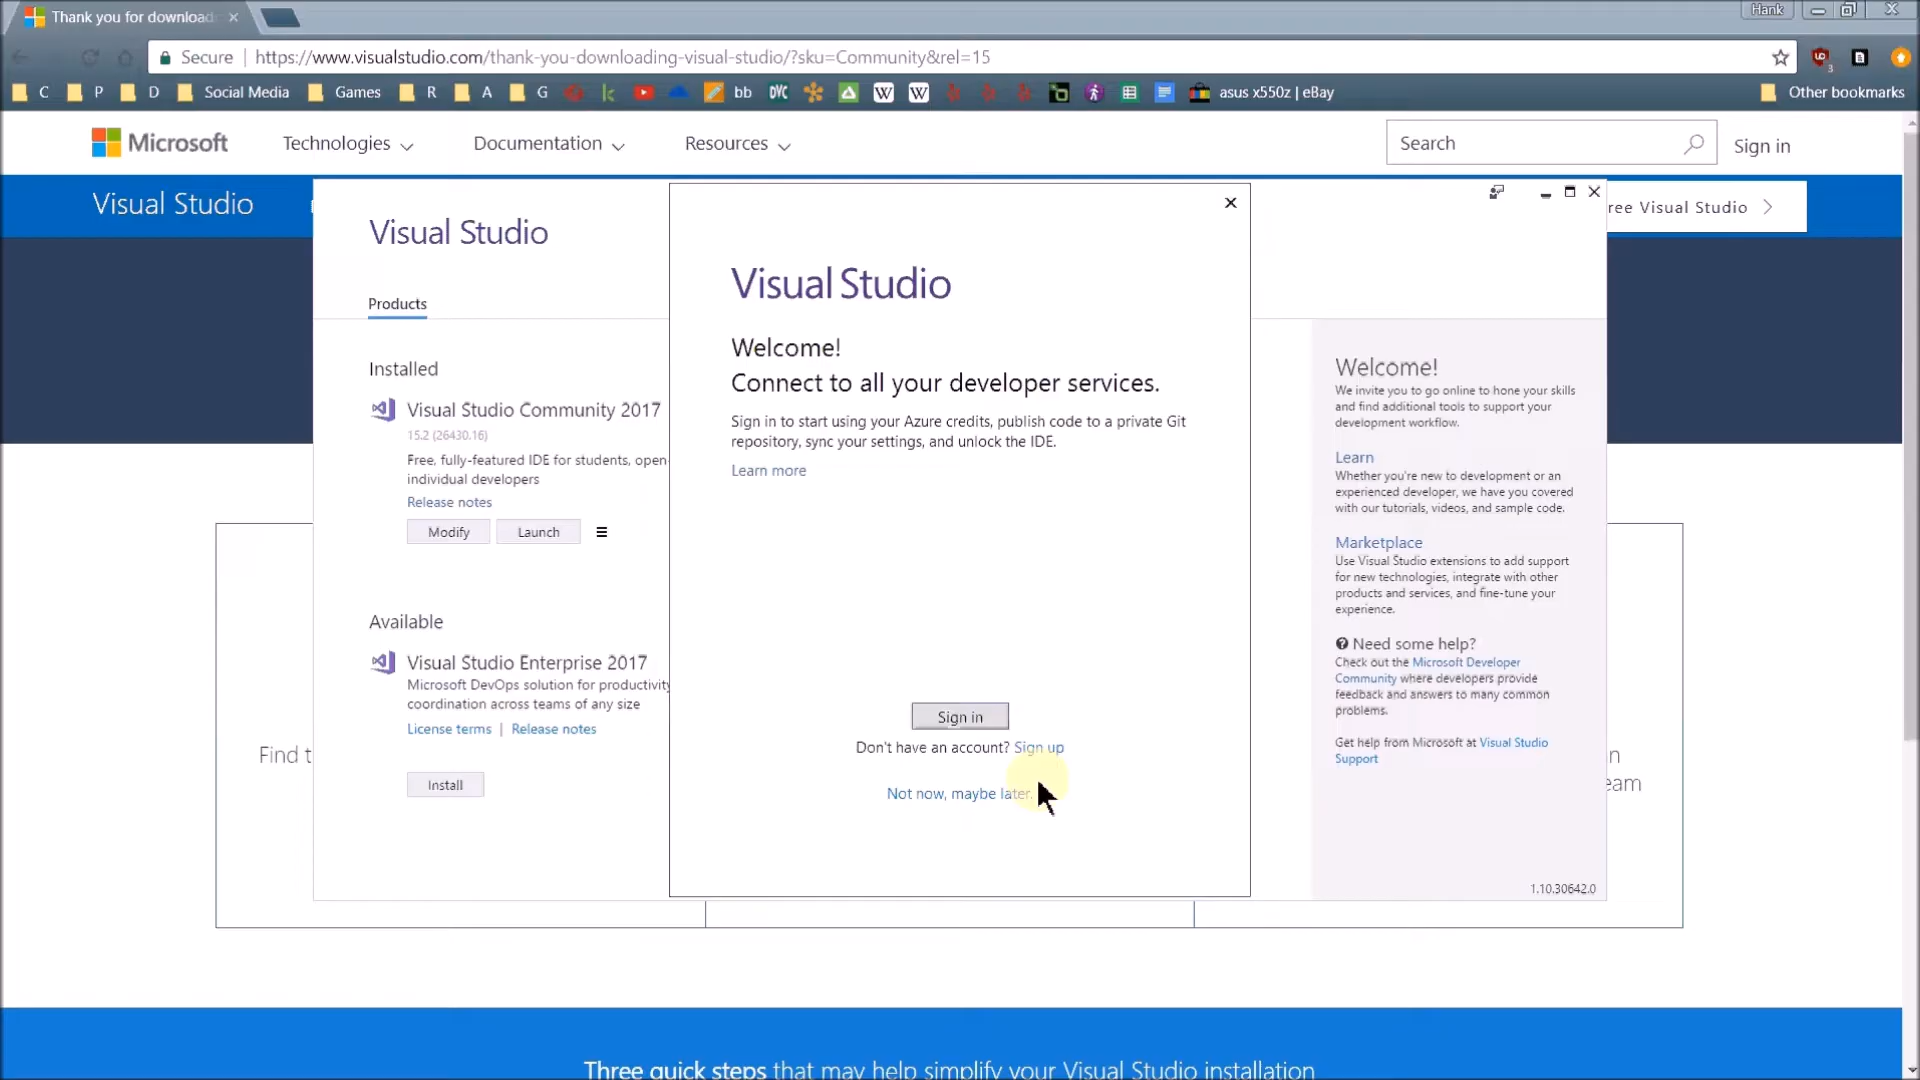 Thank you for download
Hank
Secure
https://www.visualstudio.com/thank-you-downloading-visual-studio/?sku=Community&rel=15
C
P
D
Social Media
Games
R
A
G
bb
DVC
W
W
asus x550z | eBay
Other bookmarks
Microsoft
Technologies
Documentation
Resources
Search
Sign in
Visual Studio
ree Visual Studio
Visual Studio
Products
Installed
Visual Studio Community 2017
15.2 (26430.16)
Free, fully-featured IDE for students, open-
individual developers
Release notes
Modify
Launch
Available
Visual Studio Enterprise 2017
Microsoft DevOps solution for productivity
coordination across teams of any size
License terms | Release notes
Install
Visual Studio
Welcome!
Connect to all your developer services.
Sign in to start using your Azure credits, publish code to a private Git
repository, sync your settings, and unlock the IDE.
Learn more
Sign in
Don't have an account? Sign up
Not now, maybe later.
Welcome!
We invite you to go online to hone your skills
and find additional tools to support your
development workflow.
Learn
Whether you're new to development or an
experienced developer, we have you covered
with our tutorials, videos, and sample code.
Marketplace
Use Visual Studio extensions to add support
for new technologies, integrate with other
products and services, and fine-tune your
experience.
Need some help?
Check out the Microsoft Developer
Community where developers provide
feedback and answers to many common
problems.
Get help from Microsoft at Visual Studio
Support
1.10.30642.0
Find t
n
eam
Three quick steps that may help simplify your Visual Studio installation